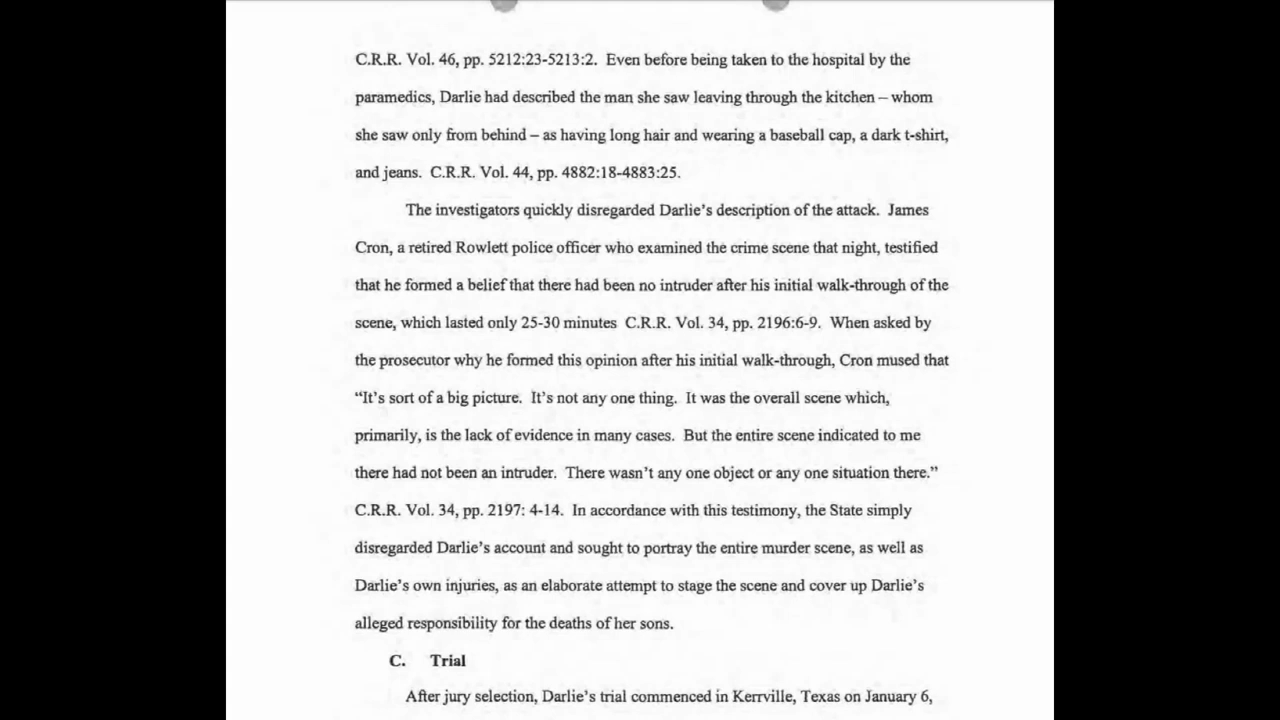 C.R.R. Vol. 46, pp. 5212:23-5213:2. Even before being taken to the hospital by the
paramedics, Darlie had described the man she saw leaving through the kitchen – whom
she saw only from behind – as having long hair and wearing a baseball cap, a dark t-shirt,
and jeans. C.R.R. Vol. 44, pp. 4882:18-4883:25.
The investigators quickly disregarded Darlie's description of the attack. James
Cron, a retired Rowlett police officer who examined the crime scene that night, testified
that he formed a belief that there had been no intruder after his initial walk-through of the
scene, which lasted only 25-30 minutes C.R.R. Vol. 34, pp. 2196:6-9. When asked by
the prosecutor why he formed this opinion after his initial walk-through, Cron mused that
“It's sort of a big picture. It's not any one thing. It was the overall scene which,
primarily, is the lack of evidence in many cases. But the entire scene indicated to me
there had not been an intruder. There wasn't any one object or any one situation there.”
C.R.R. Vol. 34, pp. 2197: 4-14. In accordance with this testimony, the State simply
disregarded Darlie's account and sought to portray the entire murder scene, as well as
Darlie's own injuries, as an elaborate attempt to stage the scene and cover up Darlie's
alleged responsibility for the deaths of her sons.
C. Trial
After jury selection, Darlie's trial commenced in Kerrville, Texas on January 6,